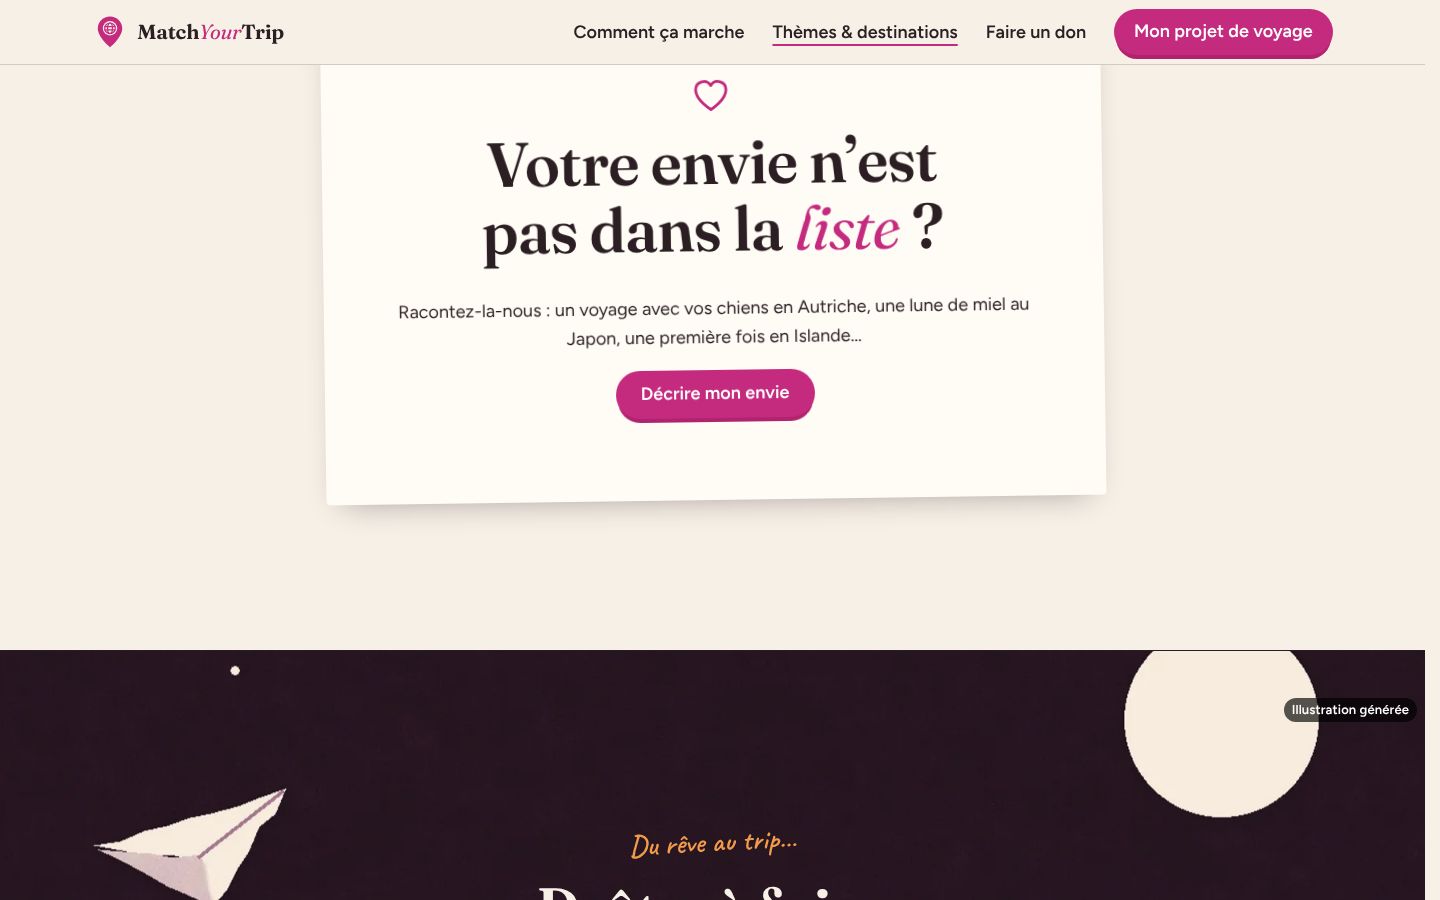 MatchYourTrip
Comment ça marche
Thèmes & destinations
Faire un don
Mon projet de voyage
Votre envie n’est
pas dans la liste ?
Racontez-la-nous : un voyage avec vos chiens en Autriche, une lune de miel au
Japon, une première fois en Islande…
Décrire mon envie
Illustration générée
Du rêve au trip…